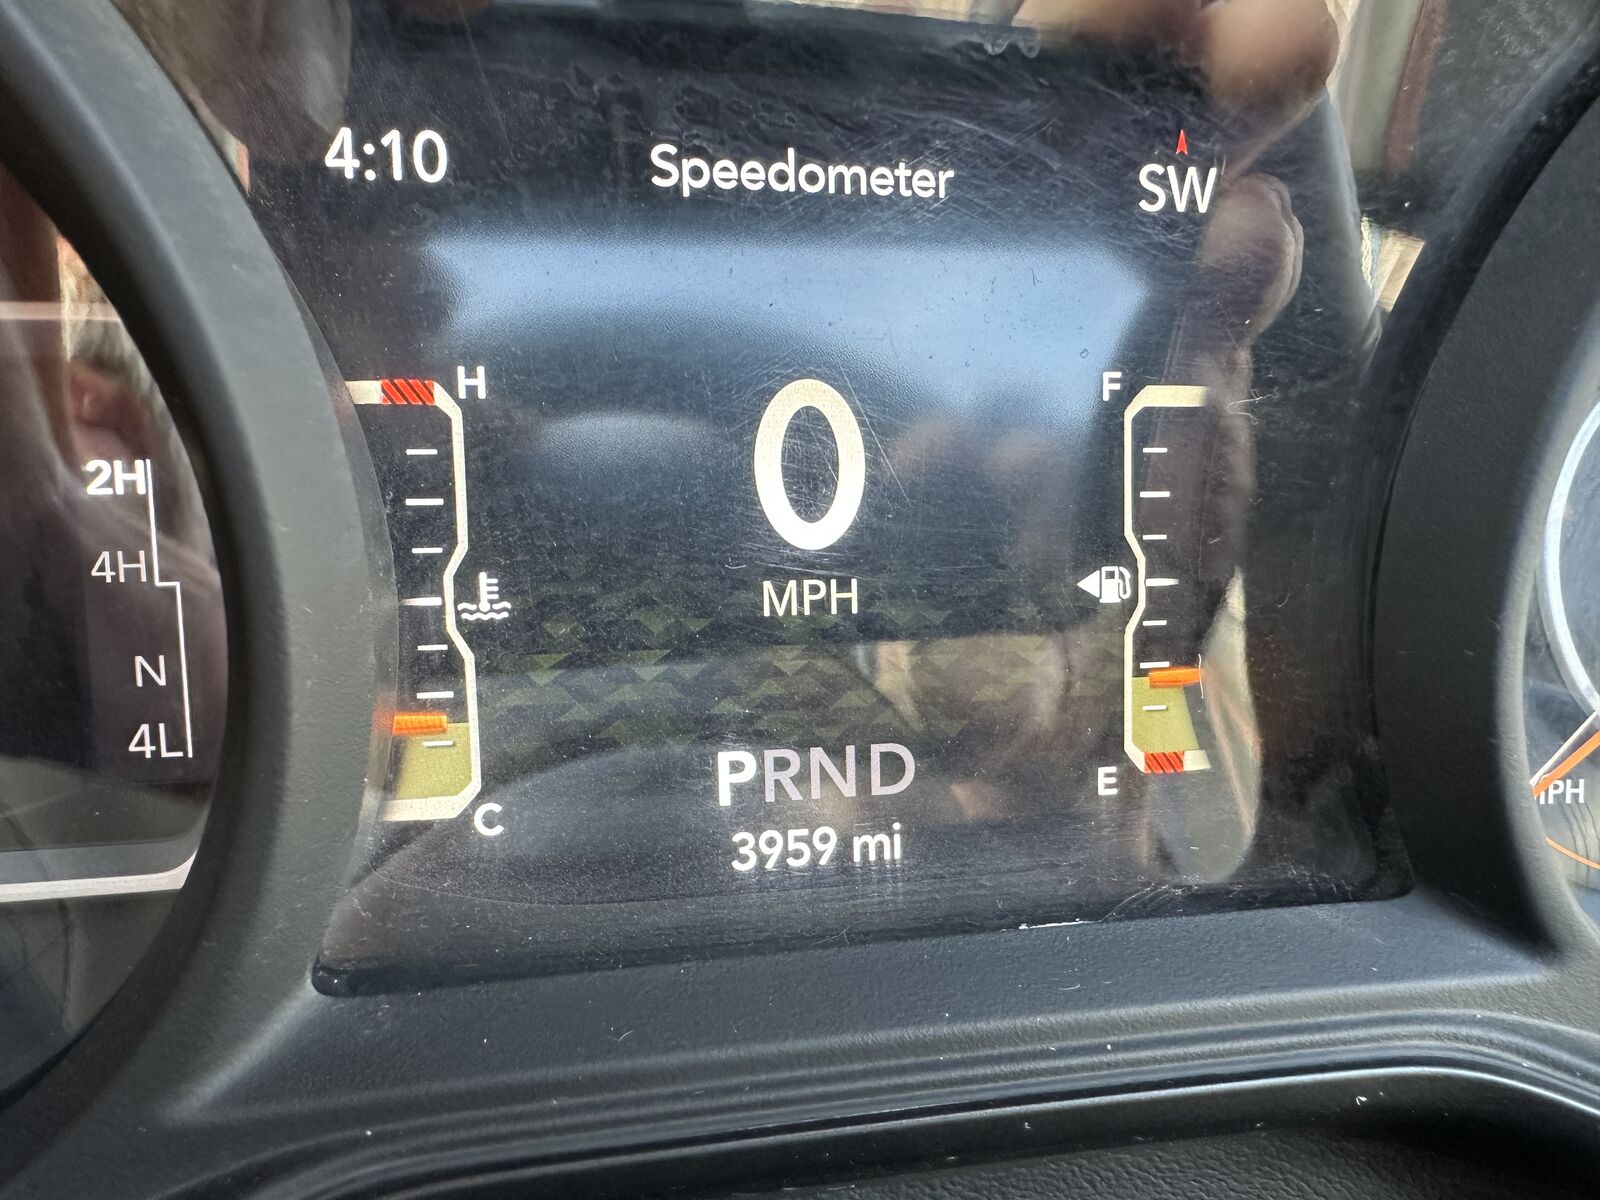 4:10
Speedometer
SW
H
F
2H
4H
N
4L
0
MPH
E
C
PRND
3959 mi
MPH